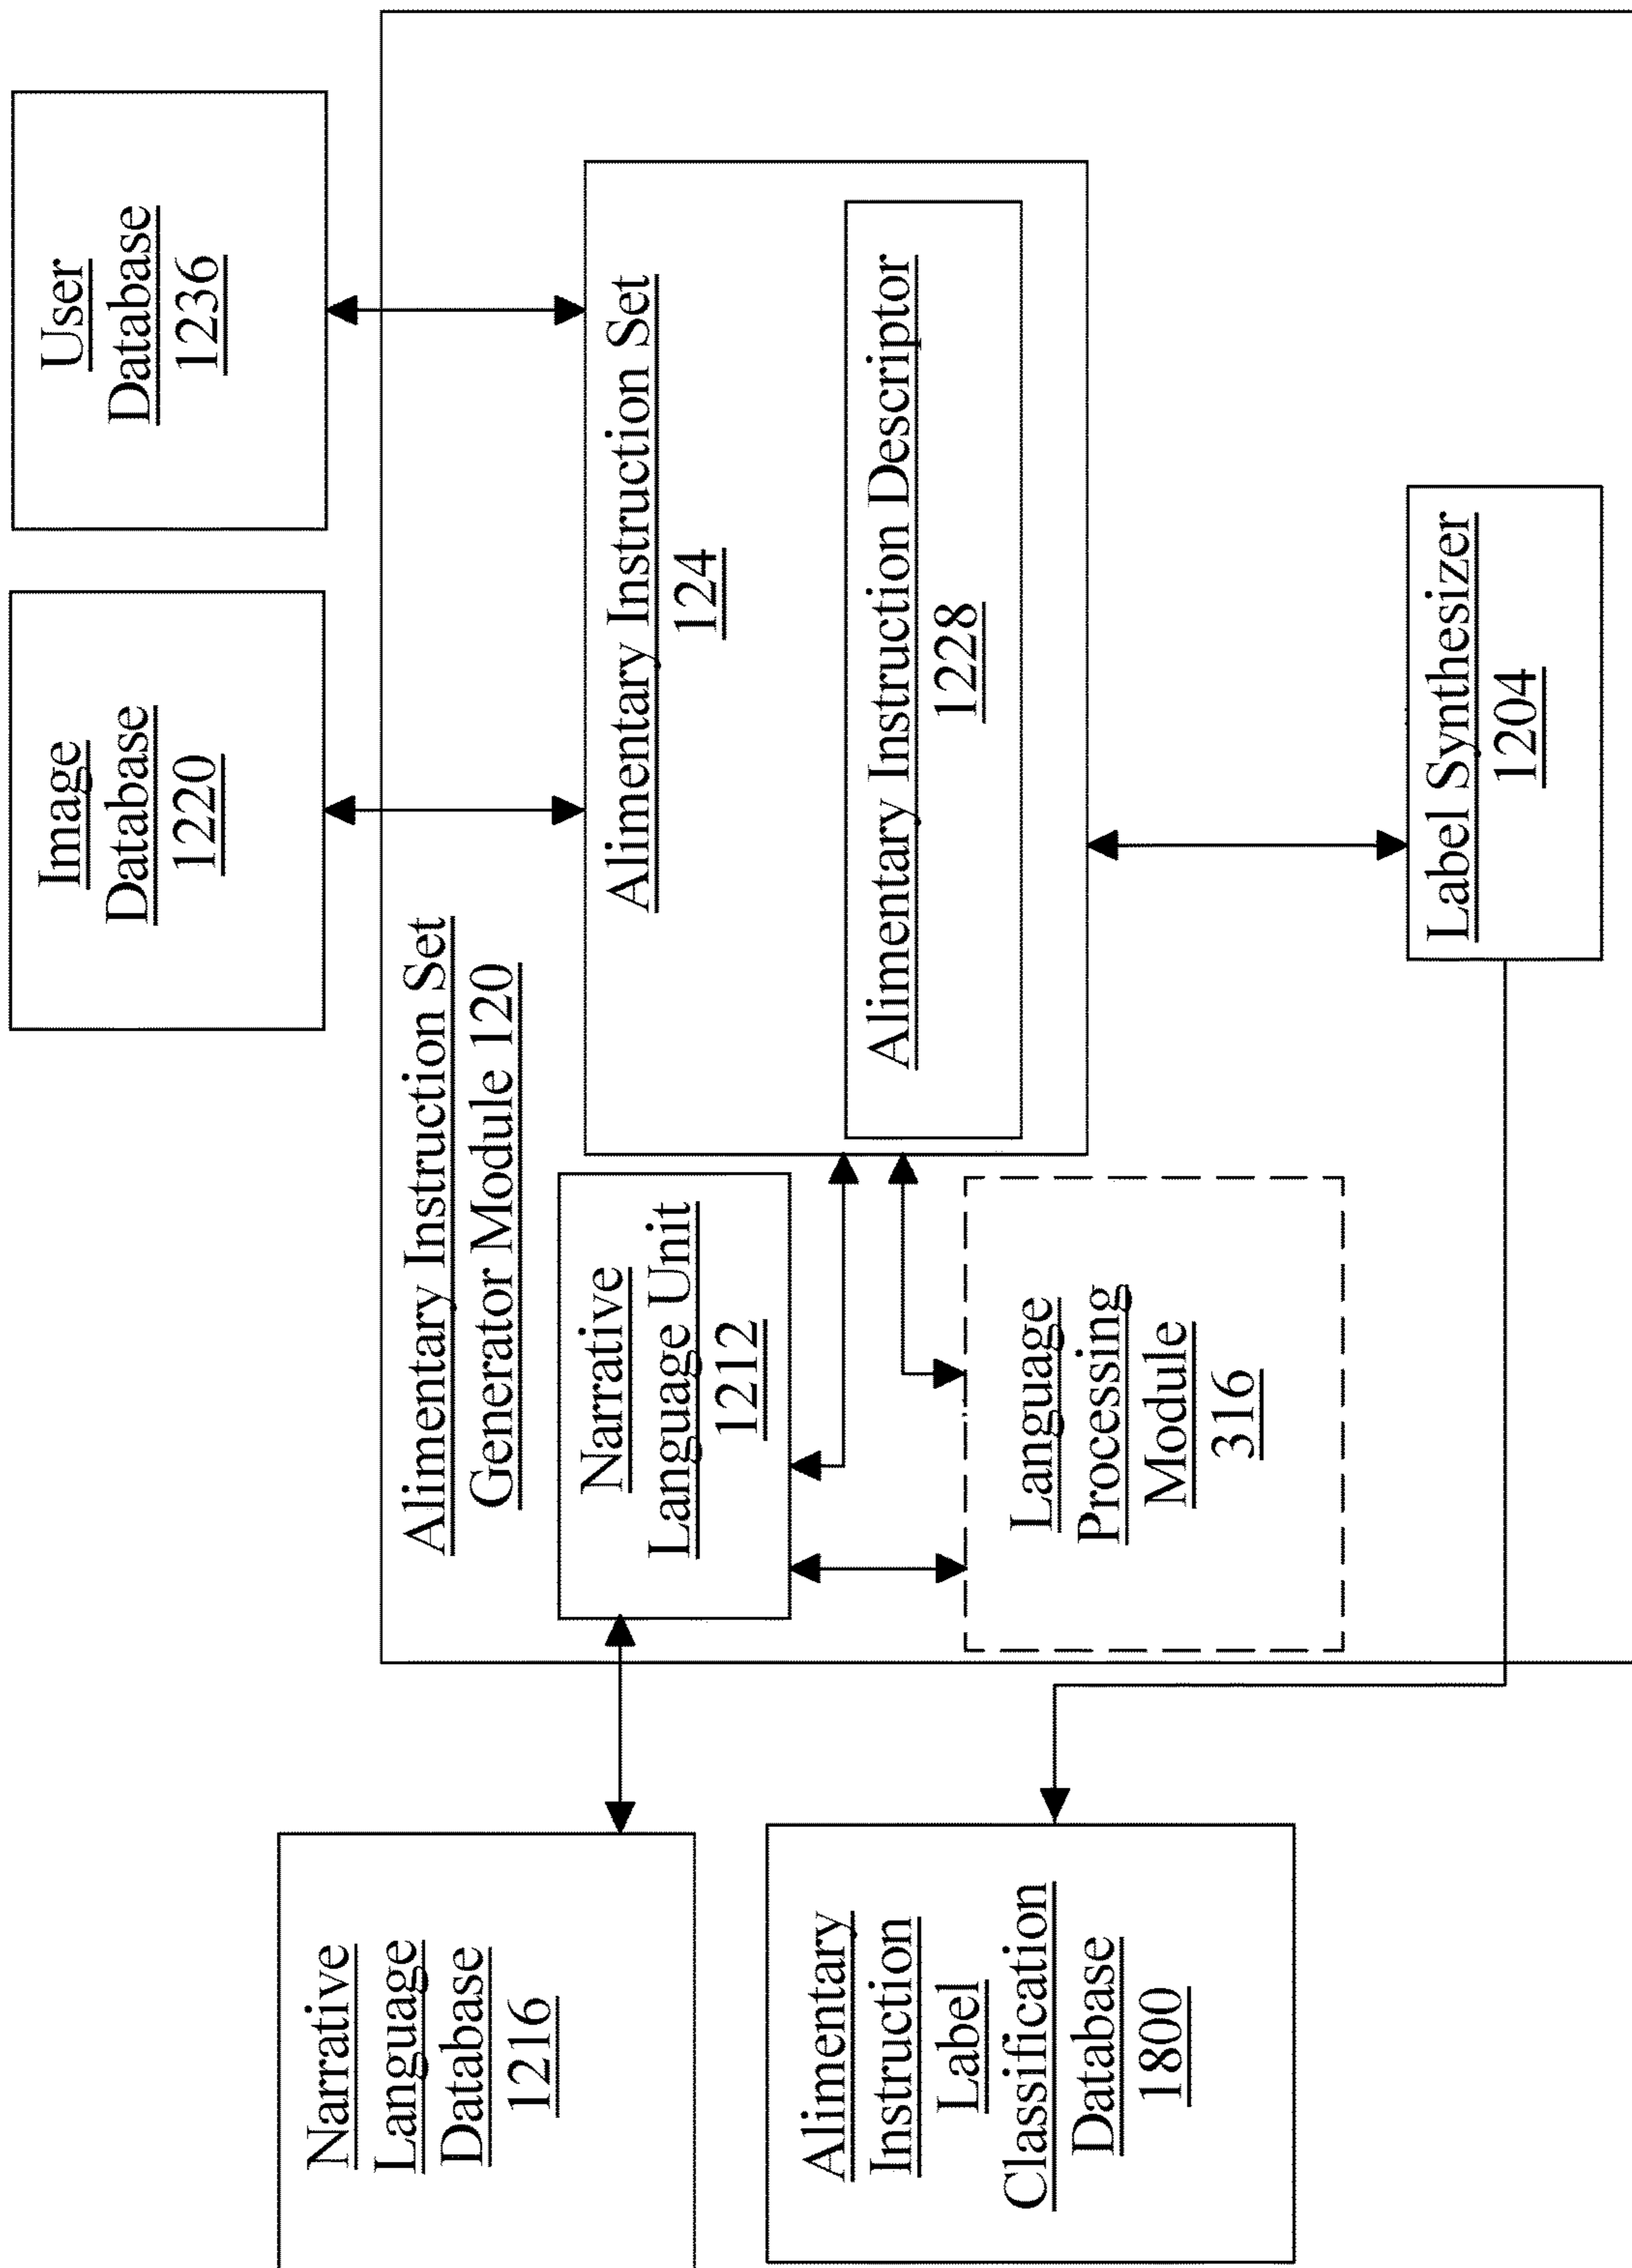 User
Database
1236
Image
Database
1220
Alimentary Instruction Set
Generator Module 120
Alimentary Instruction Set
124
Alimentary Instruction Descriptor
1228
Narrative
Language Unit
1212
Language
Processing
Module
316
Label Synthesizer
1204
Narrative
Language
Database
1216
Alimentary
Instruction
Label
Classification
Database
1800